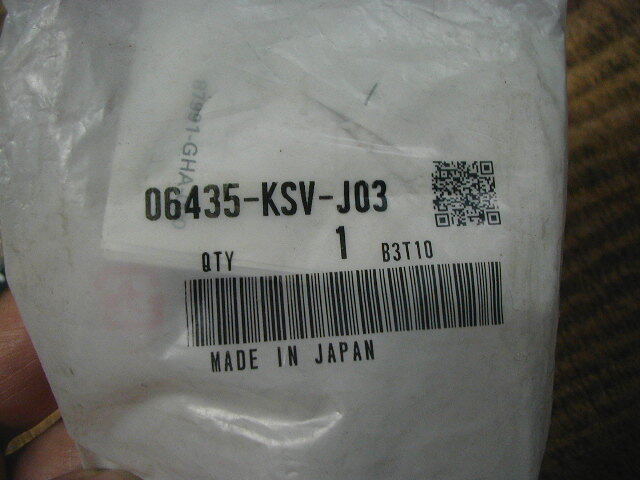 06435-KSV-J03
QTY 1 B3T10
MADE IN JAPAN